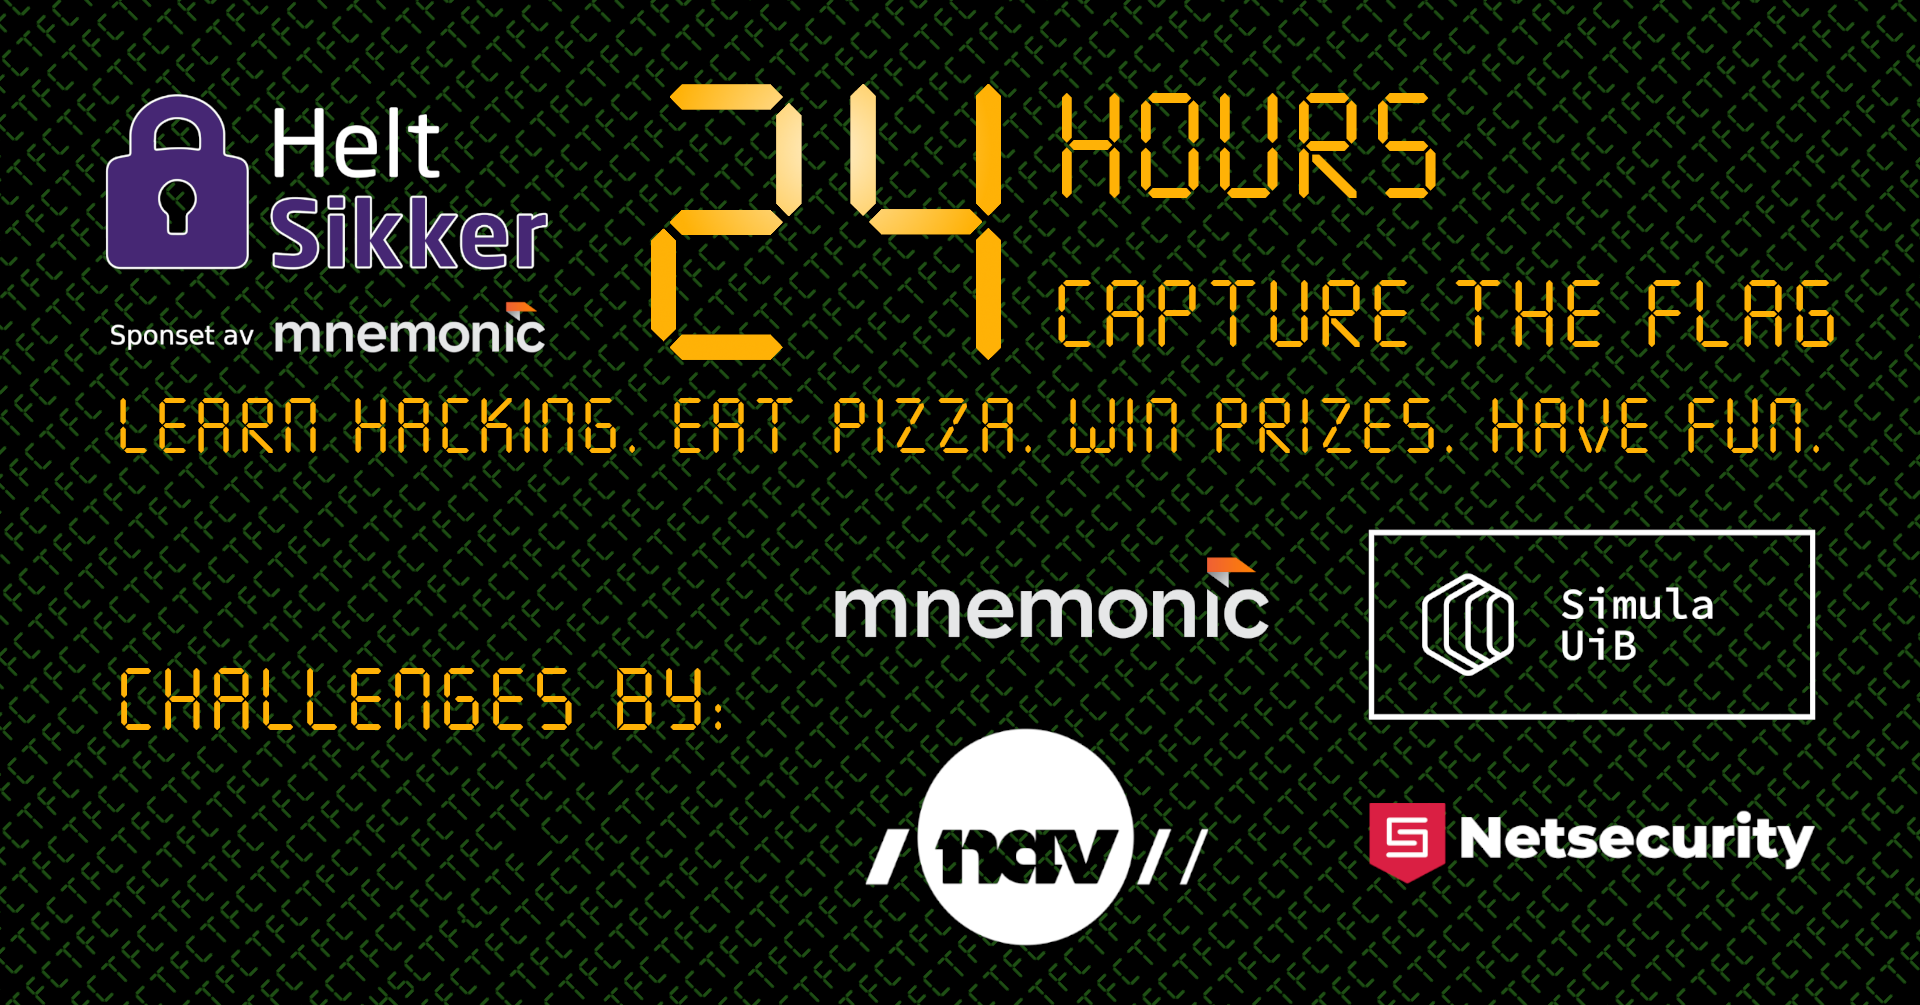 Helt
Sikker
Sponset av mnemonic
24 HOURS
CAPTURE THE FLAG
LEARN HACKING. EAT PIZZA. WIN PRIZES. HAVE FUN.
CHALLENGES BY:
mnemonic
Simula
UiB
nav
Netsecurity